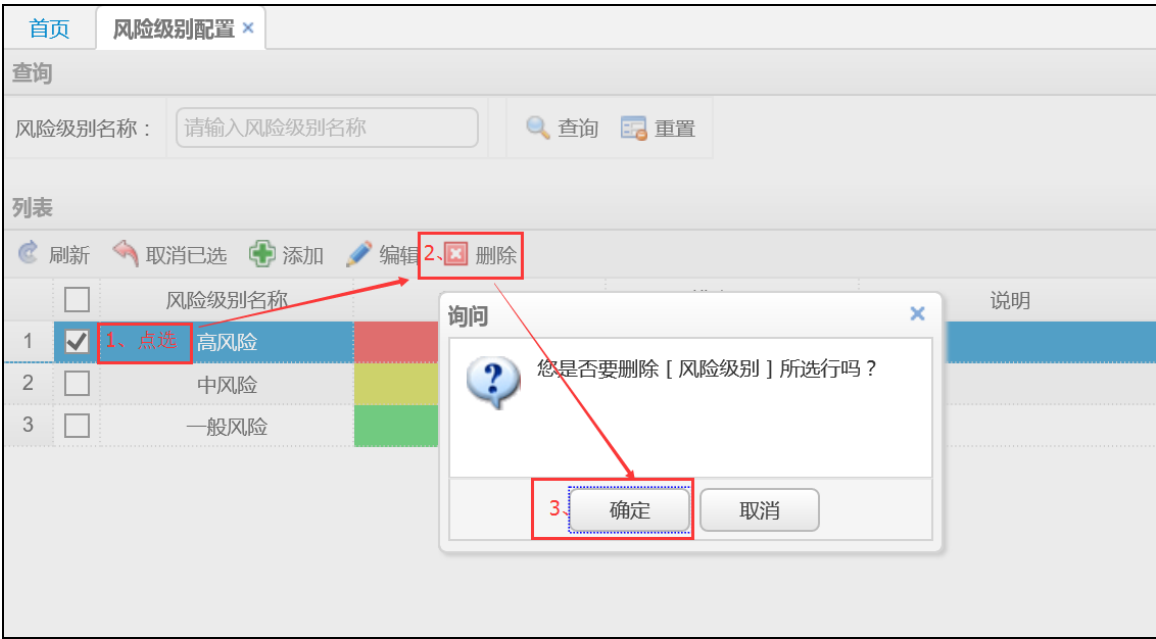 首页 风险级别配置 ×
查询
风险级别名称： 请输入风险级别名称 查询 重置
列表
刷新 取消已选 添加 编辑 2、 删除
风险级别名称 说明
1 1、点选 高风险
2 中风险
3 一般风险
询问
您是否要删除 [ 风险级别 ] 所选行吗？
3、 确定 取消